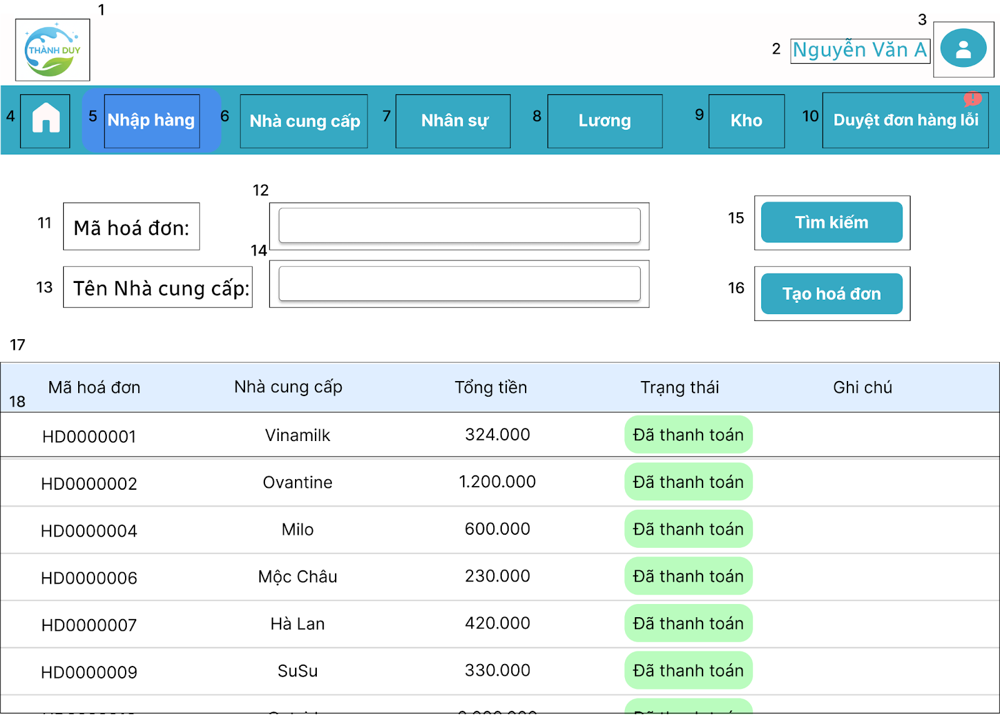 1
THÀNH DUY
2
Nguyễn Văn A
3
4
5
Nhập hàng
6
Nhà cung cấp
7
Nhân sự
8
Lương
9
Kho
10
Duyệt đơn hàng lỗi
!
11
Mã hoá đơn:
12
15
Tìm kiếm
13
Tên Nhà cung cấp:
14
16
Tạo hoá đơn
17
18
Mã hoá đơn Nhà cung cấp Tổng tiền Trạng thái Ghi chú
HD0000001 Vinamilk 324.000 Đã thanh toán
HD0000002 Ovantine 1.200.000 Đã thanh toán
HD0000004 Milo 600.000 Đã thanh toán
HD0000006 Mộc Châu 230.000 Đã thanh toán
HD0000007 Hà Lan 420.000 Đã thanh toán
HD0000009 SuSu 330.000 Đã thanh toán